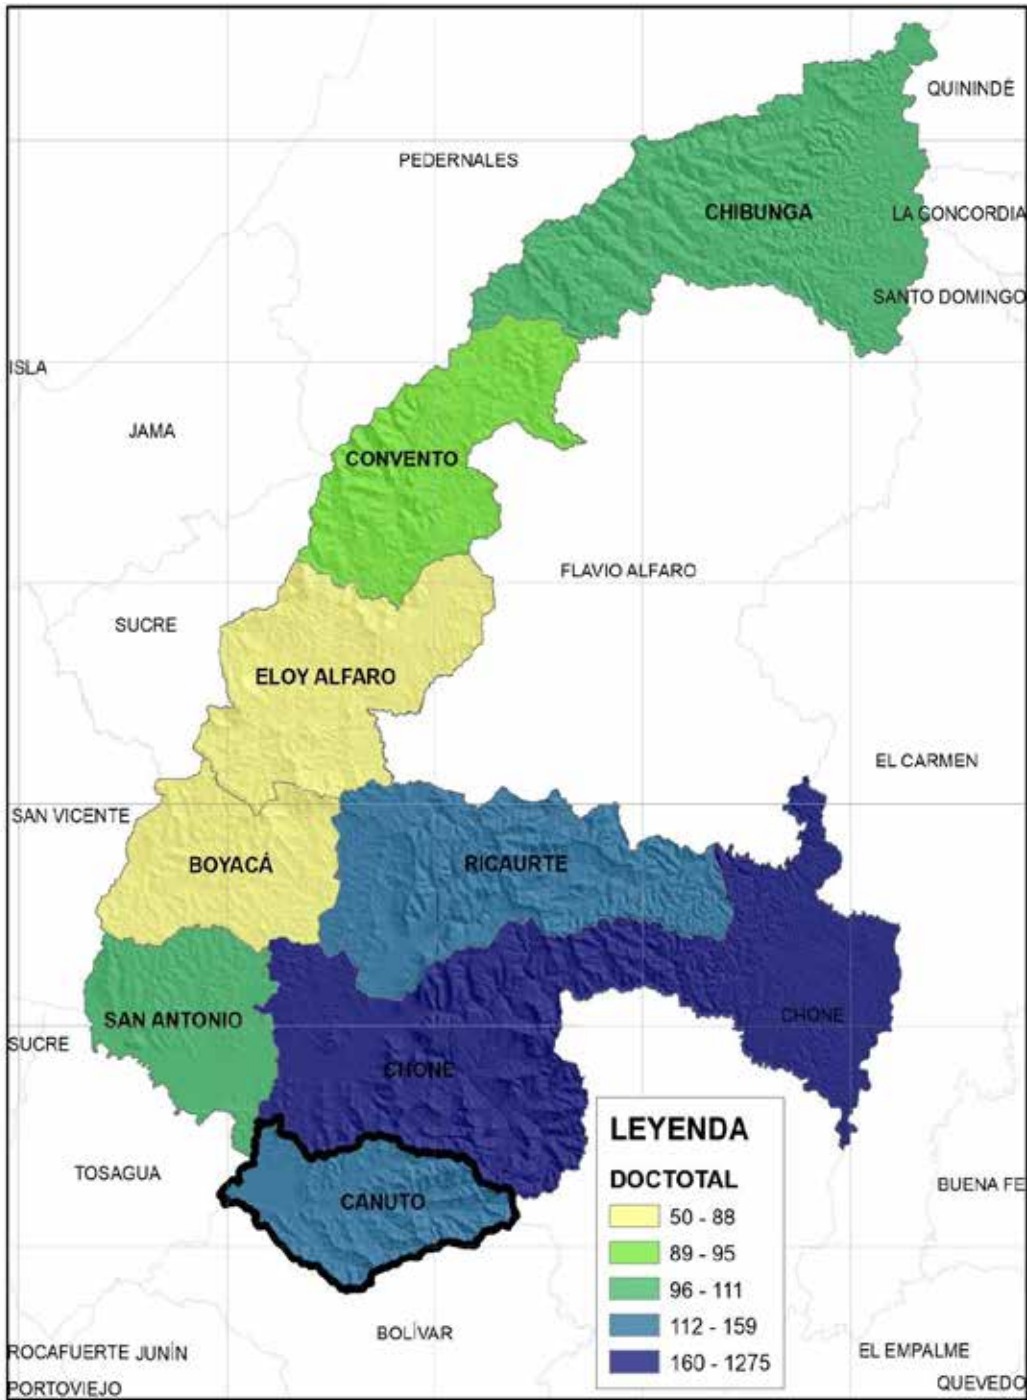 QUININDÉ
PEDERNALES
CHIBUNGA
LA CONCORDIA
SANTO DOMINGO
ISLA
JAMA
CONVENTO
FLAVIO ALFARO
SUCRE
ELOY ALFARO
EL CARMEN
SAN VICENTE
BOYACÁ
RICAURTE
SAN ANTONIO
CHONE
SUCRE
CHONE
LEYENDA
DOCTOTAL
50 - 88
89 - 95
96 - 111
112 - 159
160 - 1275
TOSAGUA
CANUTO
BUENA FE
BOLÍVAR
ROCAFUERTE JUNÍN
EL EMPALME
PORTOVIEJO
QUEVEDO